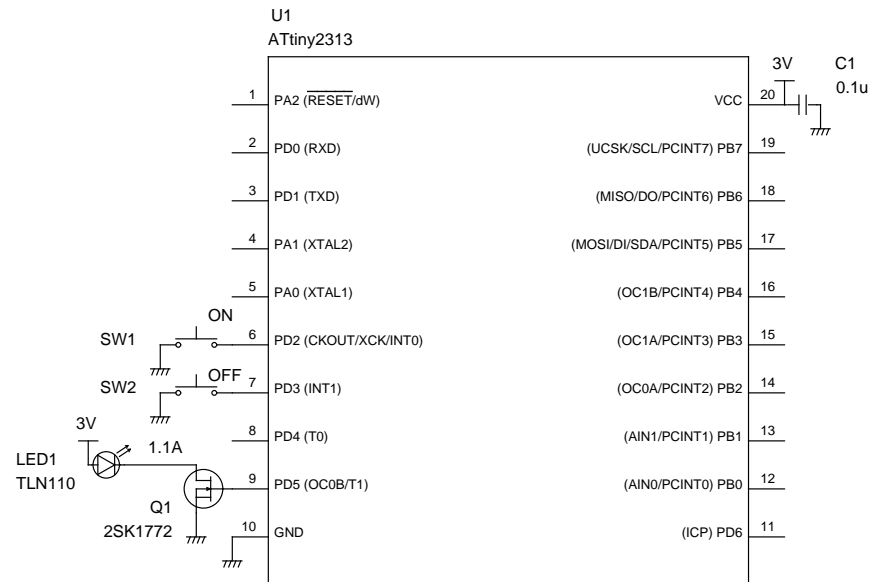 U1
ATtiny2313
3V
C1
0.1u
1
PA2 (RESET/dW)
VCC
20
2
PD0 (RXD)
(UCSK/SCL/PCINT7) PB7
19
3
PD1 (TXD)
(MISO/DO/PCINT6) PB6
18
4
PA1 (XTAL2)
(MOSI/DI/SDA/PCINT5) PB5
17
5
PA0 (XTAL1)
(OC1B/PCINT4) PB4
16
ON
SW1
6
PD2 (CKOUT/XCK/INT0)
(OC1A/PCINT3) PB3
15
OFF
SW2
7
PD3 (INT1)
(OC0A/PCINT2) PB2
14
3V
8
PD4 (T0)
(AIN1/PCINT1) PB1
13
1.1A
LED1
TLN110
9
PD5 (OC0B/T1)
(AIN0/PCINT0) PB0
12
Q1
2SK1772
10
GND
(ICP) PD6
11